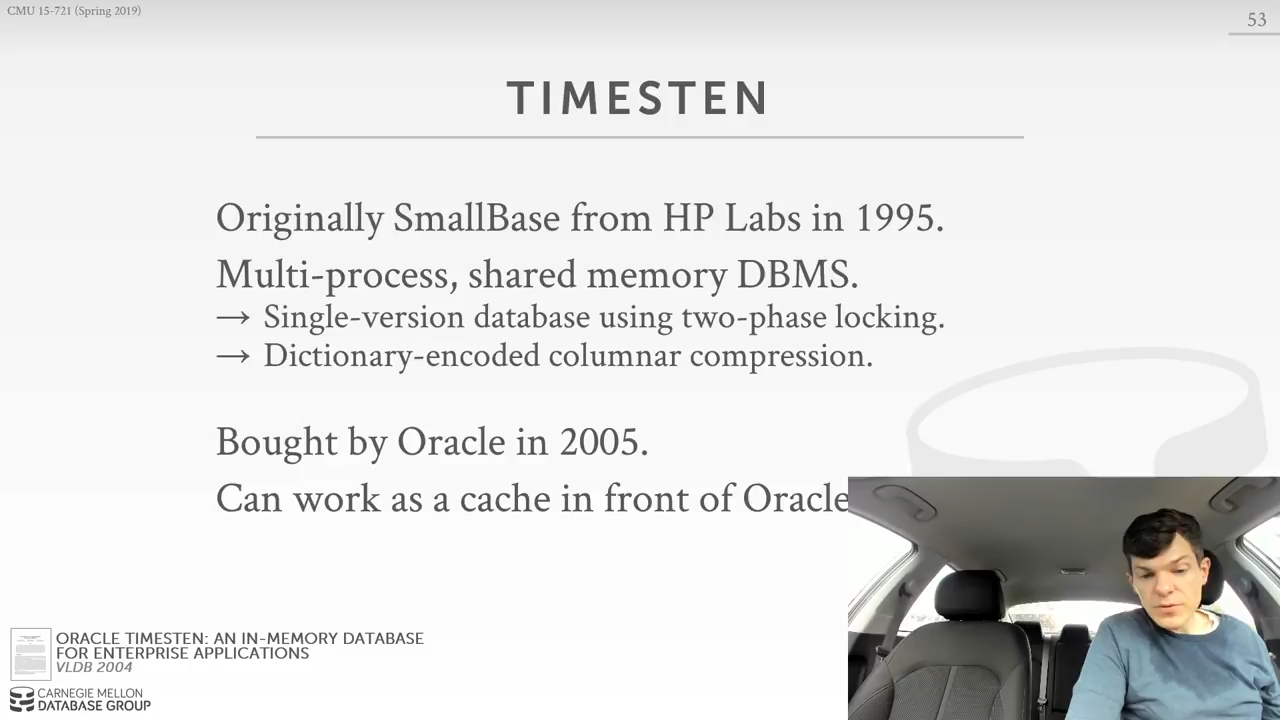 CMU 15-721 (Spring 2019)
53
TIMESTEN
Originally SmallBase from HP Labs in 1995.
Multi-process, shared memory DBMS.
→ Single-version database using two-phase locking.
→ Dictionary-encoded columnar compression.
Bought by Oracle in 2005.
Can work as a cache in front of Oracle
ORACLE TIMESTEN: AN IN-MEMORY DATABASE
FOR ENTERPRISE APPLICATIONS
VLDB 2004
CARNEGIE MELLON
DATABASE GROUP